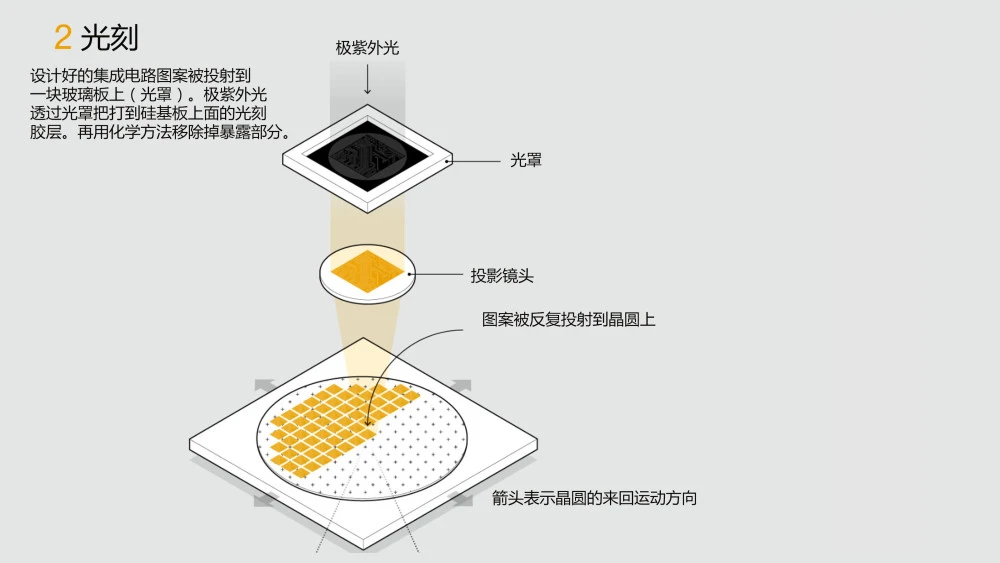 2 光刻
设计好的集成电路图案被投射到
一块玻璃板上（光罩）。极紫外光
透过光罩把打到硅基板上面的光刻
胶层。再用化学方法移除掉暴露部分。
极紫外光
光罩
投影镜头
图案被反复投射到晶圆上
箭头表示晶圆的来回运动方向